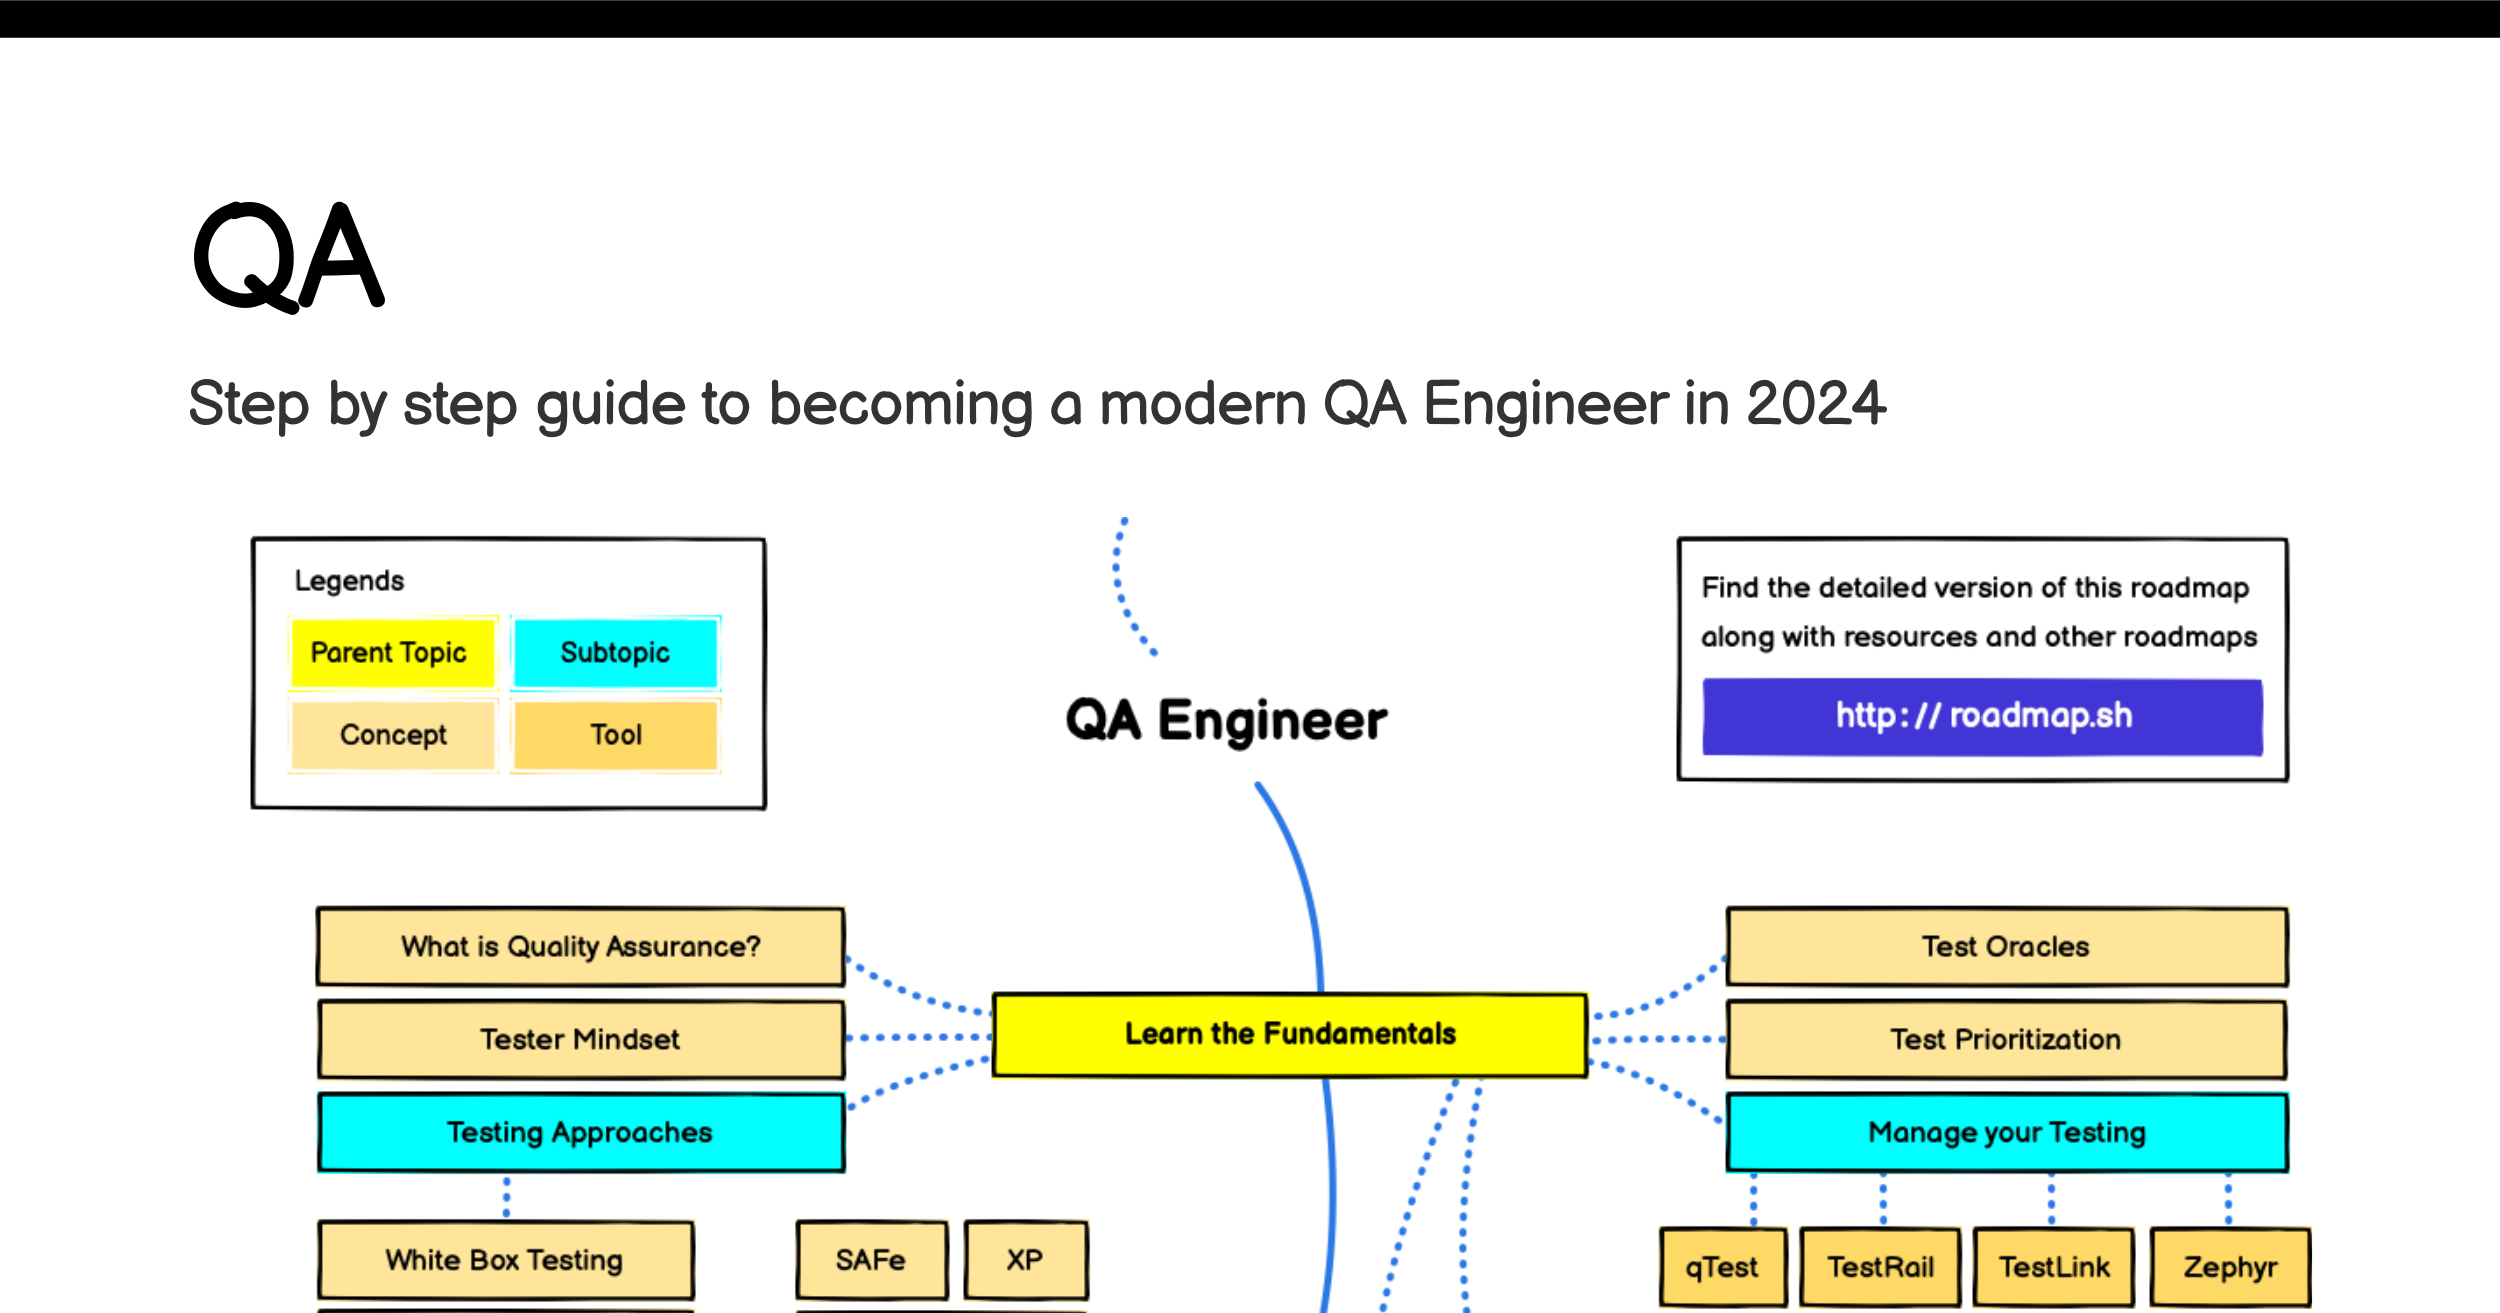 QA
Step by step guide to becoming a modern QA Engineer in 2024
Legends
Parent Topic
Subtopic
Concept
Tool
QA Engineer
Find the detailed version of this roadmap
along with resources and other roadmaps
http://roadmap.sh
What is Quality Assurance?
Tester Mindset
Testing Approaches
Learn the Fundamentals
Test Oracles
Test Prioritization
Manage your Testing
White Box Testing
SAFe
XP
qTest
TestRail
TestLink
Zephyr